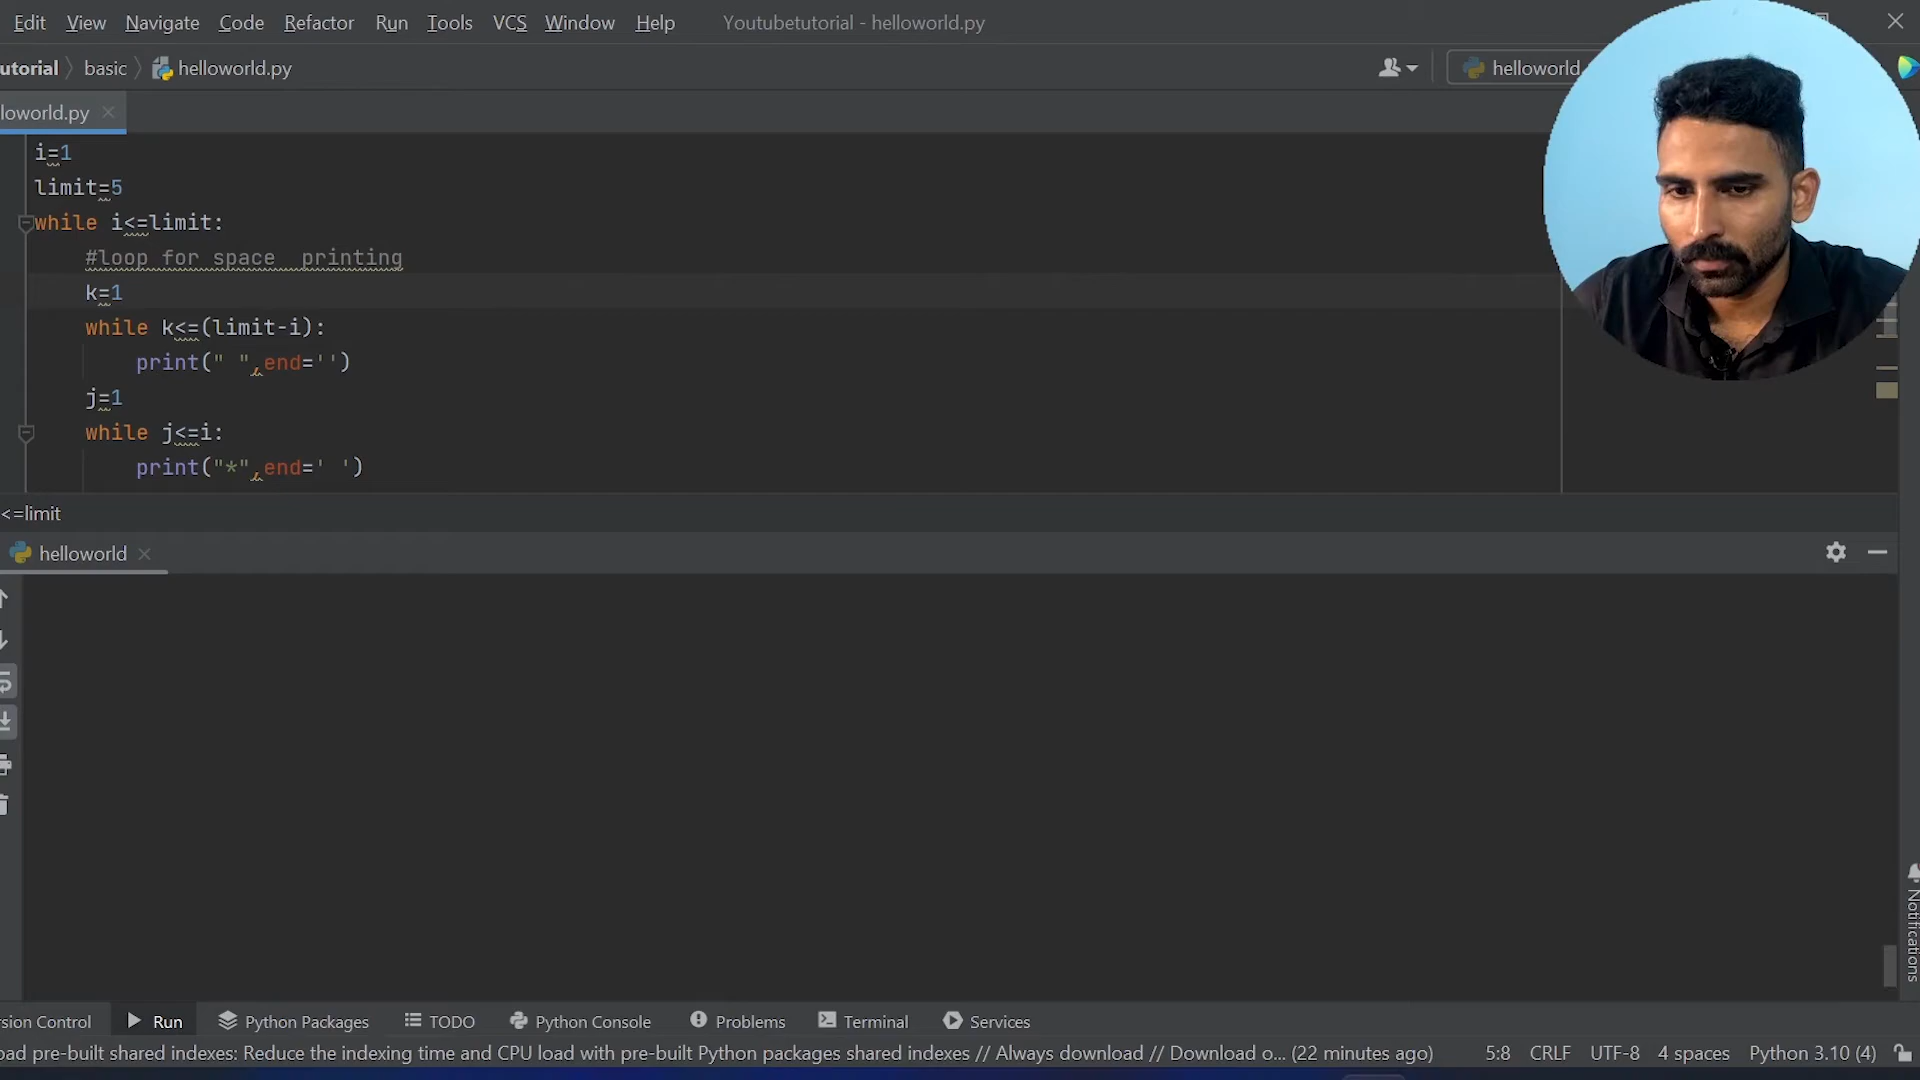 Edit View Navigate Code Refactor Run Tools VCS Window Help Youtubetutorial - helloworld.py
utorial basic helloworld.py helloworld
loworld.py
i=1
limit=5
while i<=limit:
#loop for space  printing
k=1
while k<=(limit-i):
print(" ",end='')
j=1
while j<=i:
print("*",end=' ')
<=limit
helloworld
Notifications
rsion Control Run Python Packages TODO Python Console Problems Terminal Services
oad pre-built shared indexes: Reduce the indexing time and CPU load with pre-built Python packages shared indexes // Always download // Download o... (22 minutes ago) 5:8 CRLF UTF-8 4 spaces Python 3.10 (4)